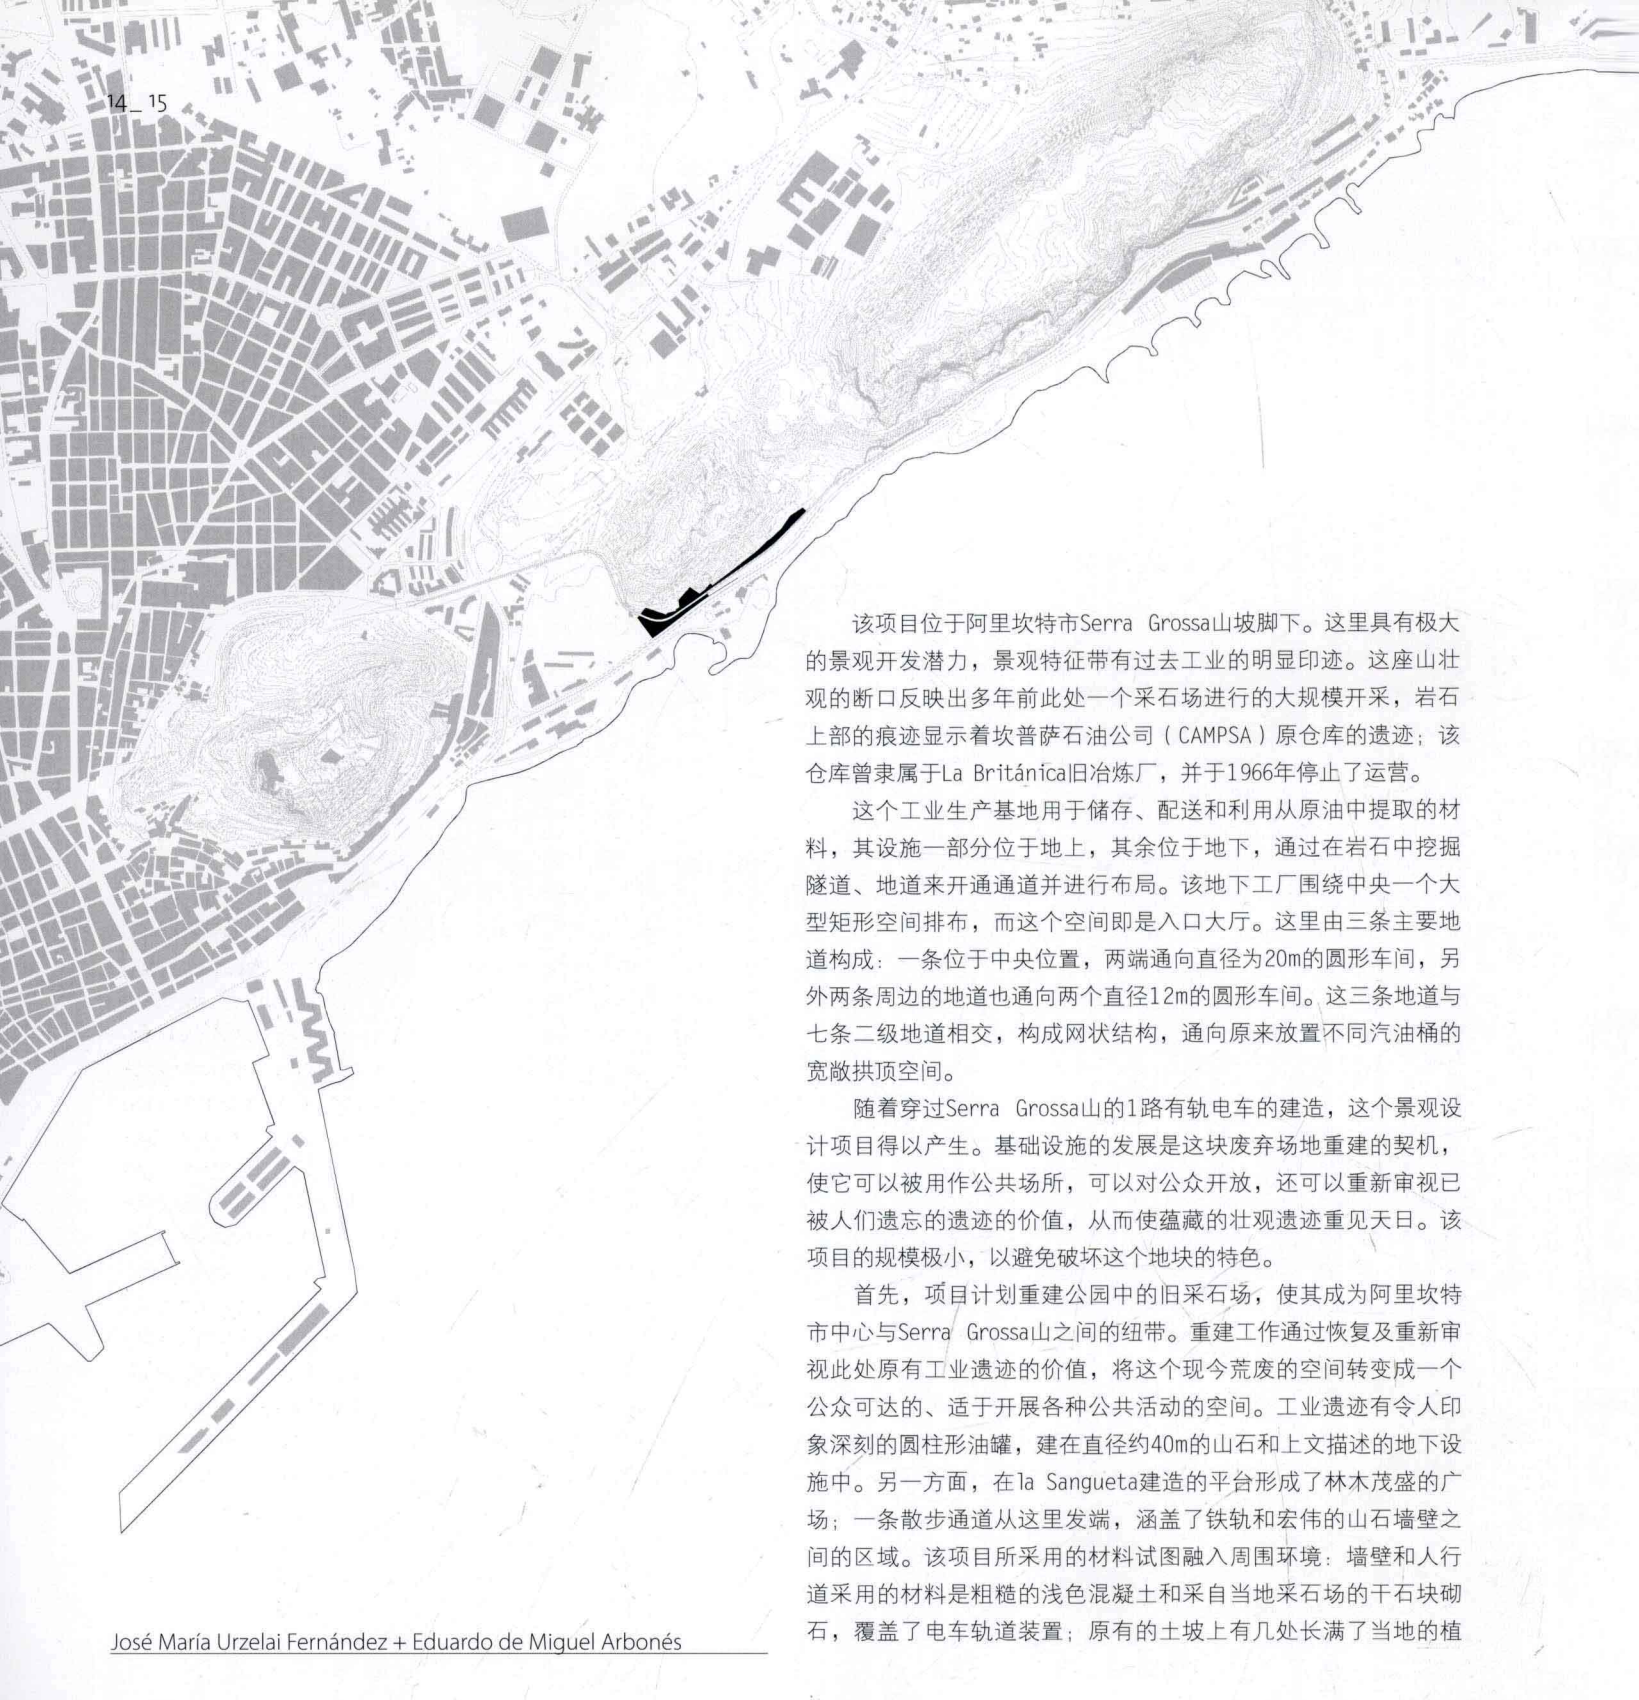 14_ 15
该项目位于阿里坎特市Serra Grossa山坡脚下。这里具有极大
的景观开发潜力，景观特征带有过去工业的明显印迹。这座山壮
观的断口反映出多年前此处一个采石场进行的大规模开采，岩石
上部的痕迹显示着坎普萨石油公司（CAMPSA）原仓库的遗迹；该
仓库曾隶属于La Británica旧冶炼厂，并于1966年停止了运营。
这个工业生产基地用于储存、配送和利用从原油中提取的材
料，其设施一部分位于地上，其余位于地下，通过在岩石中挖掘
隧道、地道来开通通道并进行布局。该地下工厂围绕中央一个大
型矩形空间排布，而这个空间即是入口大厅。这里由三条主要地
道构成：一条位于中央位置，两端通向直径为20m的圆形车间，另
外两条周边的地道也通向两个直径12m的圆形车间。这三条地道与
七条二级地道相交，构成网状结构，通向原来放置不同汽油桶的
宽敞拱顶空间。
随着穿过Serra Grossa山的1路有轨电车的建造，这个景观设
计项目得以产生。基础设施的发展是这块废弃场地重建的契机，
使它可以被用作公共场所，可以对公众开放，还可以重新审视已
被人们遗忘的遗迹的价值，从而使蕴藏的壮观遗迹重见天日。该
项目的规模极小，以避免破坏这个地块的特色。
首先，项目计划重建公园中的旧采石场，使其成为阿里坎特
市中心与Serra Grossa山之间的纽带。重建工作通过恢复及重新审
视此处原有工业遗迹的价值，将这个现今荒废的空间转变成一个
公众可达的、适于开展各种公共活动的空间。工业遗迹有令人印
象深刻的圆柱形油罐，建在直径约40m的山石和上文描述的地下设
施中。另一方面，在la Sangueta建造的平台形成了林木茂盛的广
场；一条散步通道从这里发端，涵盖了铁轨和宏伟的山石墙壁之
间的区域。该项目所采用的材料试图融入周围环境：墙壁和人行
道采用的材料是粗糙的浅色混凝土和采自当地采石场的干石块砌
石，覆盖了电车轨道装置；原有的土坡上有几处长满了当地的植
José María Urzelai Fernández + Eduardo de Miguel Arbonés